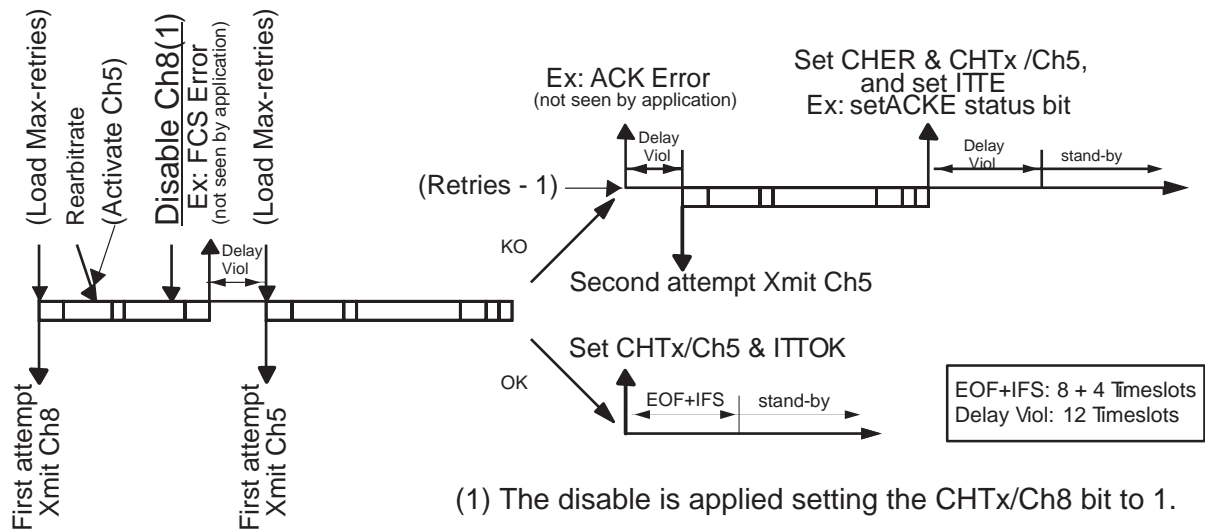 (Load Max-retries)
Rearbitrate
(Activate Ch5)
Disable Ch8(1)
Ex: FCS Error
(not seen by application)
(Load Max-retries)
Delay
Viol
First attempt
Xmit Ch8
First attempt
Xmit Ch5
KO
OK
(Retries - 1)
Ex: ACK Error
(not seen by application)
Delay
Viol
Second attempt Xmit Ch5
Set CHER & CHTx /Ch5,
and set ITTE
Ex: setACKE status bit
Delay
Viol
stand-by
Set CHTx/Ch5 & ITTOK
EOF+IFS
stand-by
EOF+IFS: 8 + 4 Timeslots
Delay Viol: 12 Timeslots
(1) The disable is applied setting the CHTx/Ch8 bit to 1.